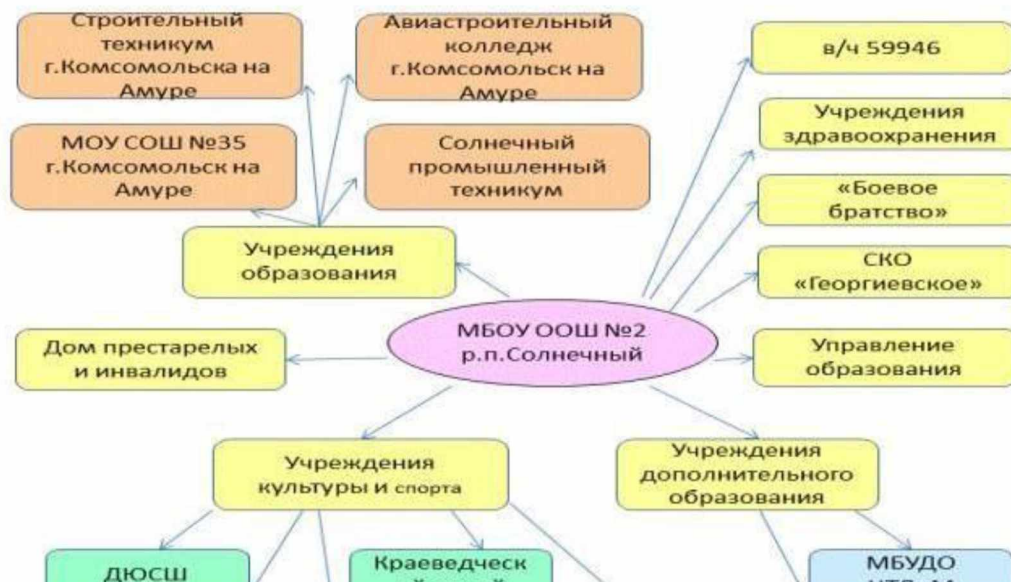 Строительный
техникум
г.Комсомольска на
Амуре
Авиастроительный
колледж
г.Комсомольск на
Амуре
в/ч 59946
Учреждения
здравоохранения
МОУ СОШ №35
г.Комсомольск на
Амуре
Солнечный
промышленный
техникум
«Боевое
братство»
Учреждения
образования
СКО
«Георгиевское»
МБОУ ООШ №2
р.п.Солнечный
Дом престарелых
и инвалидов
Управление
образования
Учреждения
культуры и спорта
Учреждения
дополнительного
образования
ДЮСШ
Краеведческ
МБУДО